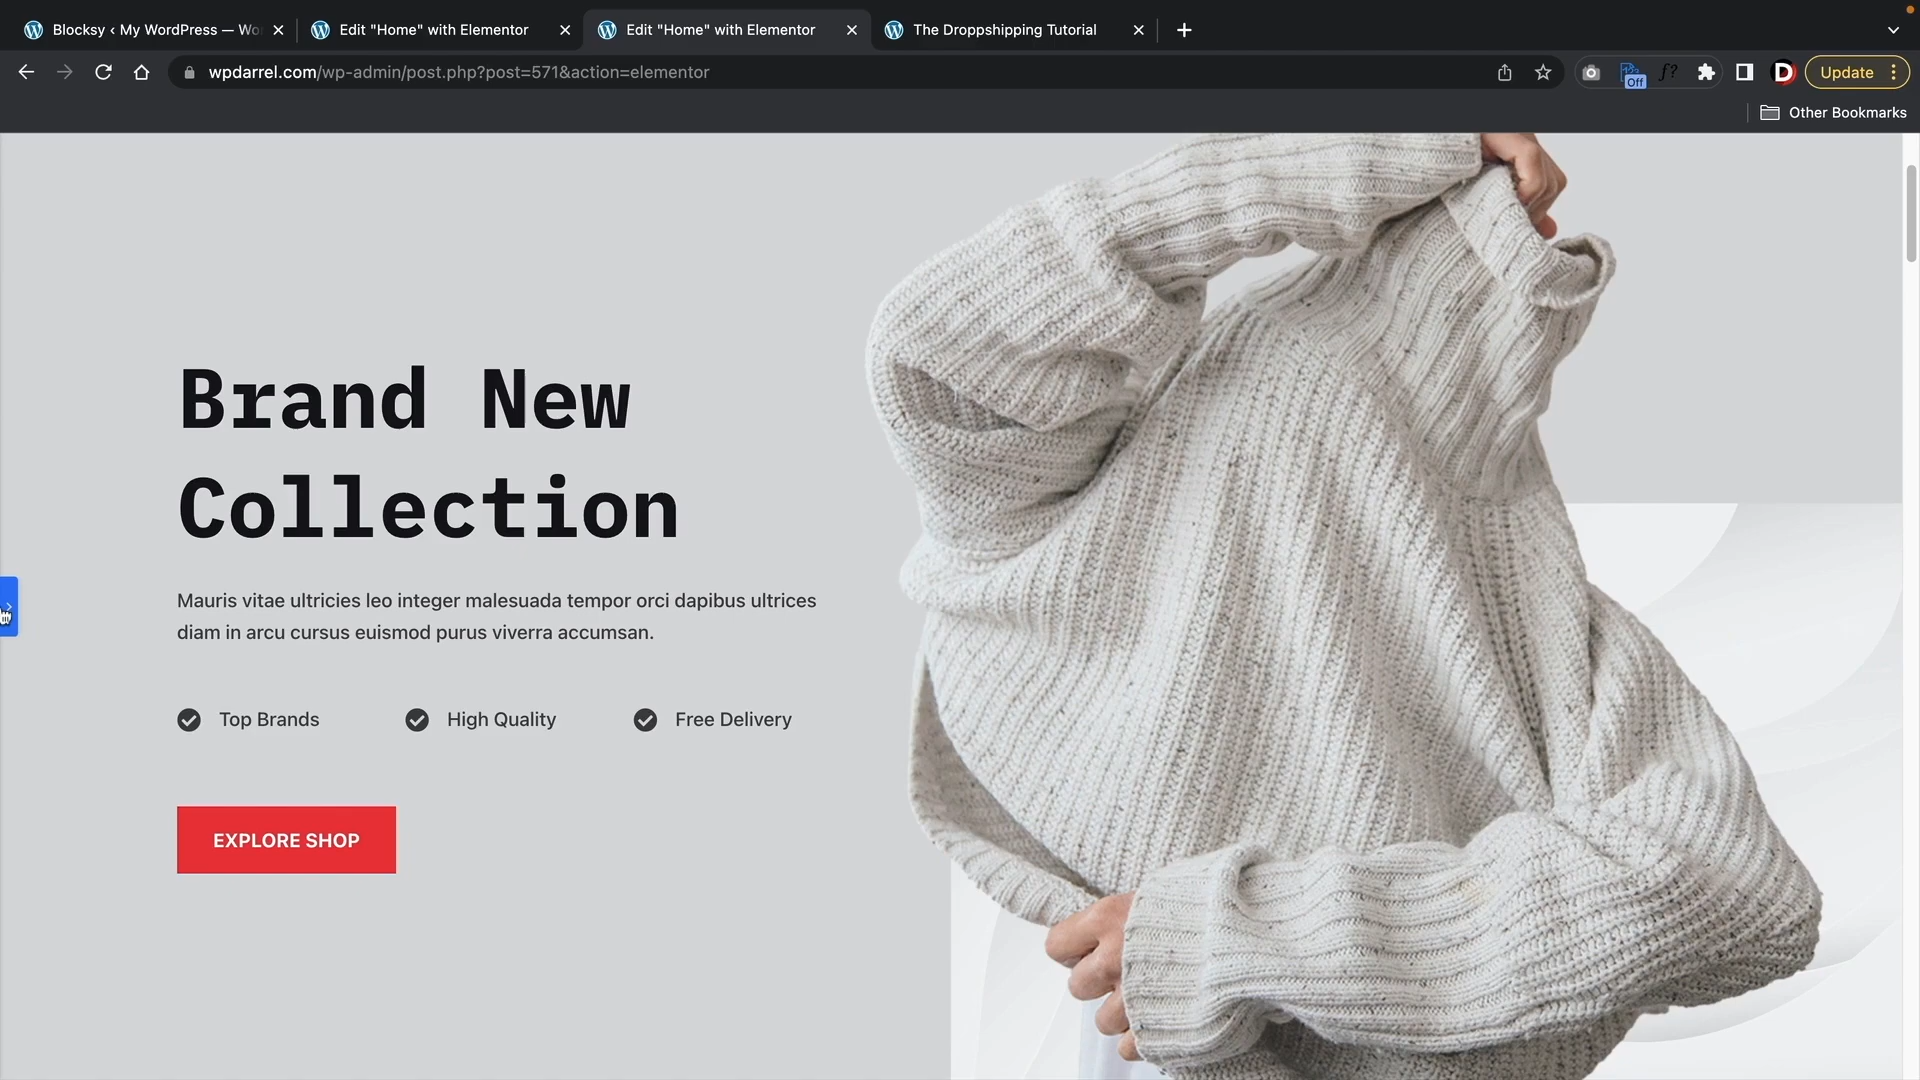 Blocksy ‹ My WordPress — Wo
Edit "Home" with Elementor
Edit "Home" with Elementor
The Droppshipping Tutorial
wpdarrel.com/wp-admin/post.php?post=571&action=elementor
Off
f?
D
Update
Other Bookmarks
Brand New
Collection
Mauris vitae ultricies leo integer malesuada tempor orci dapibus ultrices
diam in arcu cursus euismod purus viverra accumsan.
Top Brands
High Quality
Free Delivery
EXPLORE SHOP